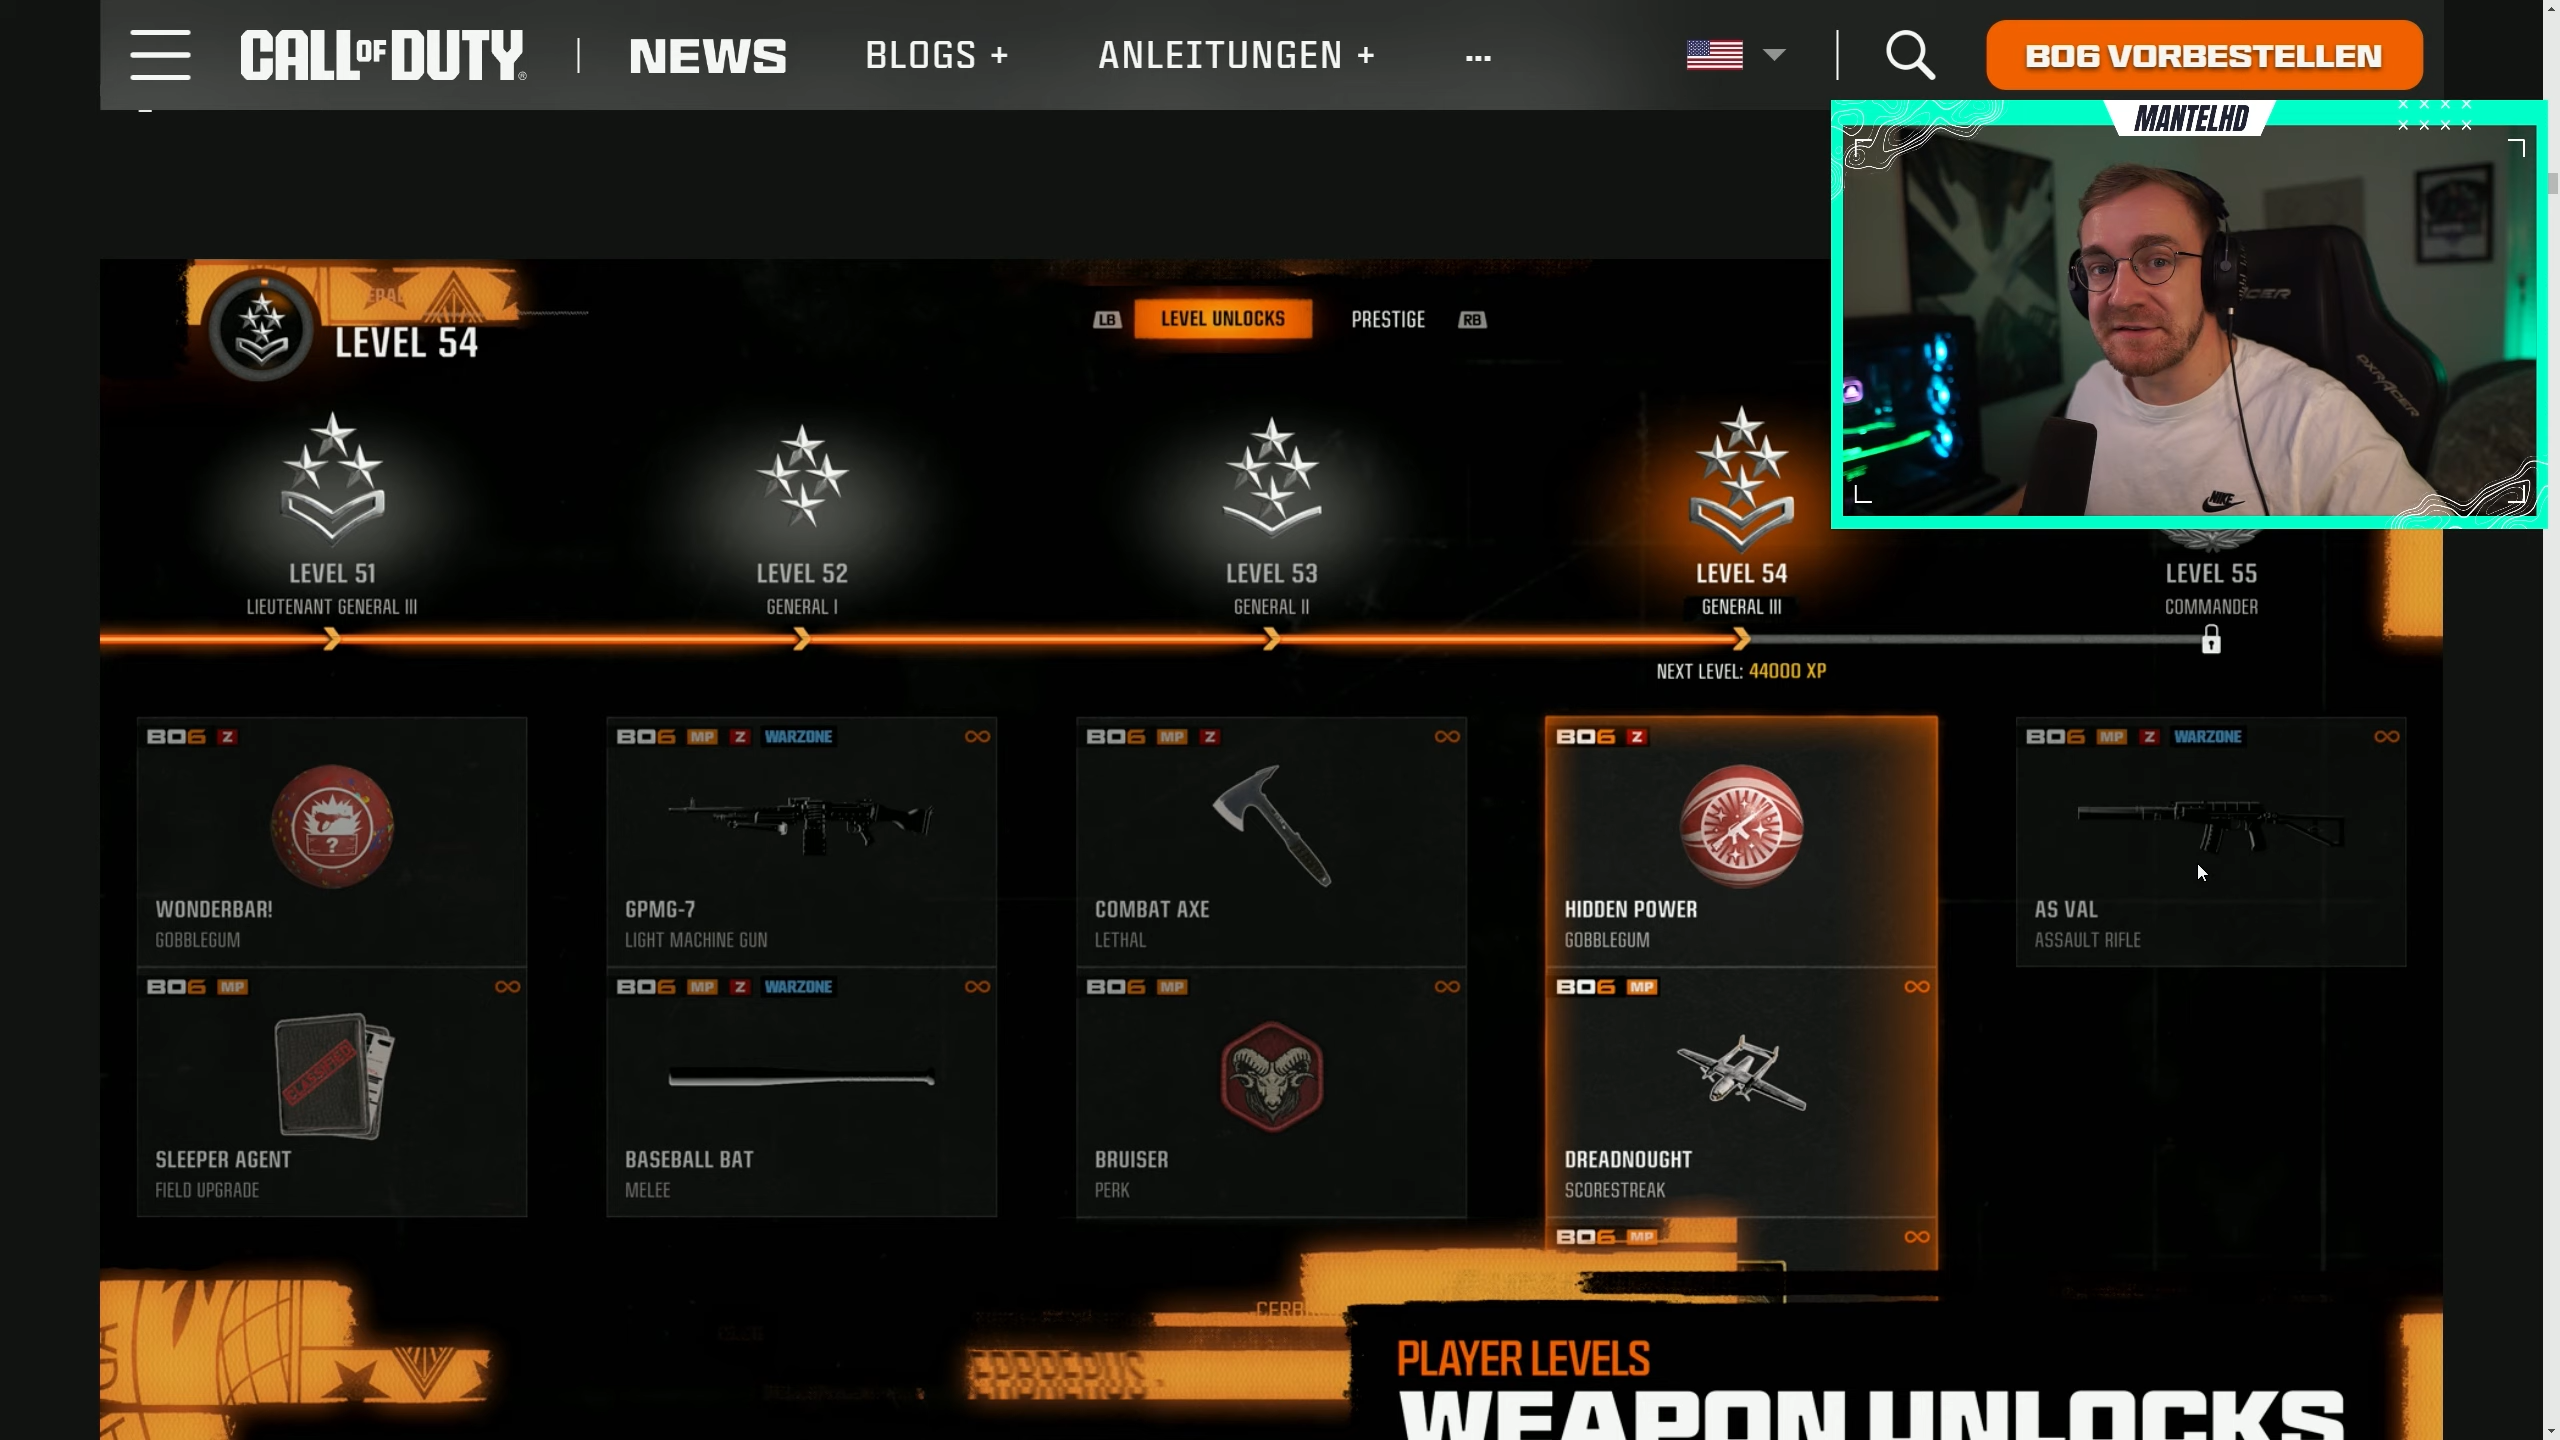 CALL OF DUTY
NEWS
BLOGS +
ANLEITUNGEN +
...
BO6 VORBESTELLEN
MANTELHD
LEVEL 54
LB
LEVEL UNLOCKS
PRESTIGE
RB
DXRACER
NIKE
LEVEL 51
LIEUTENANT GENERAL III
LEVEL 52
GENERAL I
LEVEL 53
GENERAL II
LEVEL 54
GENERAL III
LEVEL 55
COMMANDER
NEXT LEVEL: 44000 XP
BO6 Z
BO6 MP Z WARZONE
BO6 MP Z
BO6 Z
BO6 MP Z WARZONE
?
WONDERBAR!
GOBBLEGUM
GPMG-7
LIGHT MACHINE GUN
COMBAT AXE
LETHAL
HIDDEN POWER
GOBBLEGUM
AS VAL
ASSAULT RIFLE
BO6 MP
BO6 MP Z WARZONE
BO6 MP
BO6 MP
CLASSIFIED
SLEEPER AGENT
FIELD UPGRADE
BASEBALL BAT
MELEE
BRUISER
PERK
DREADNOUGHT
SCORESTREAK
BO6 MP
PLAYER LEVELS
WEAPON UNLOCKS